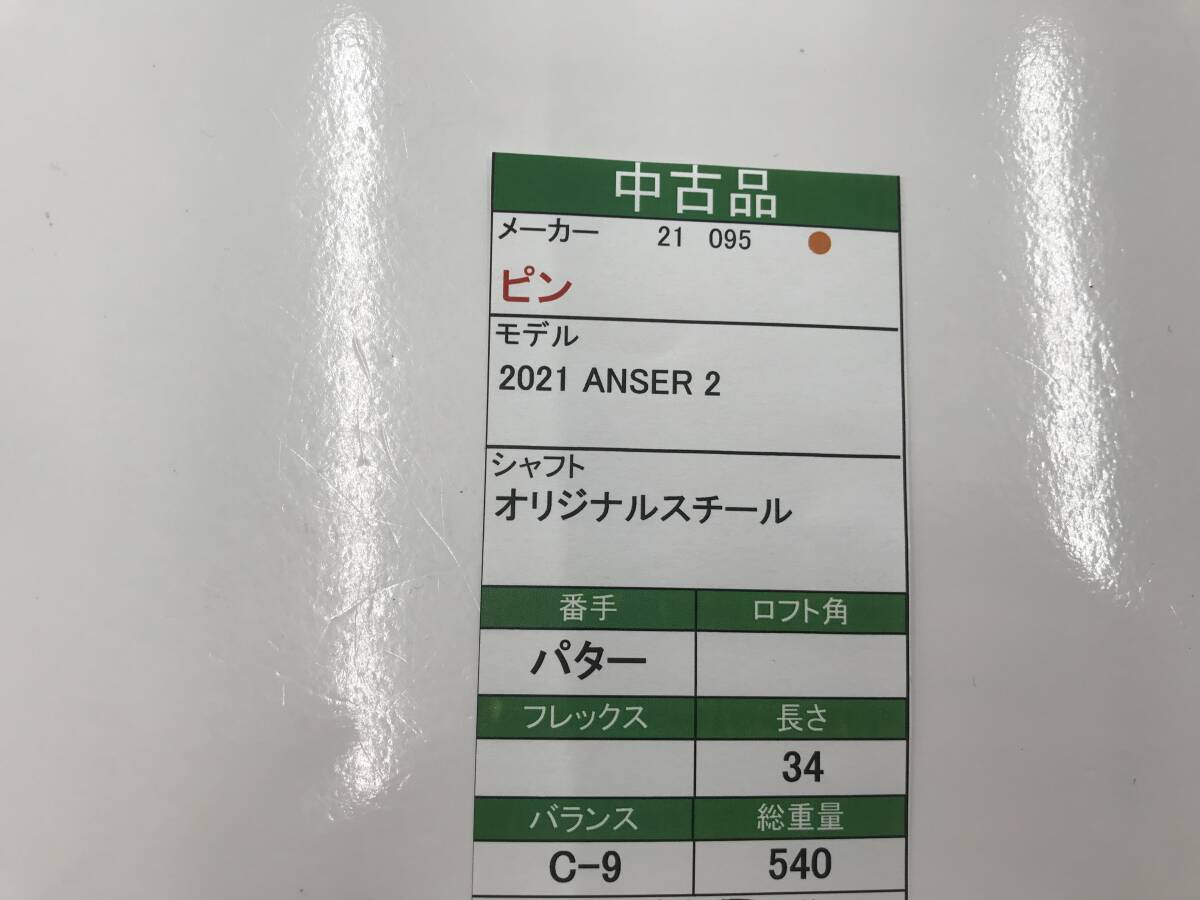 中古品
メーカー 21 095
ピン
モデル
2021 ANSER 2
シャフト
オリジナルスチール
番手 ロフト角
パター
フレックス 長さ
34
バランス 総重量
C-9 540